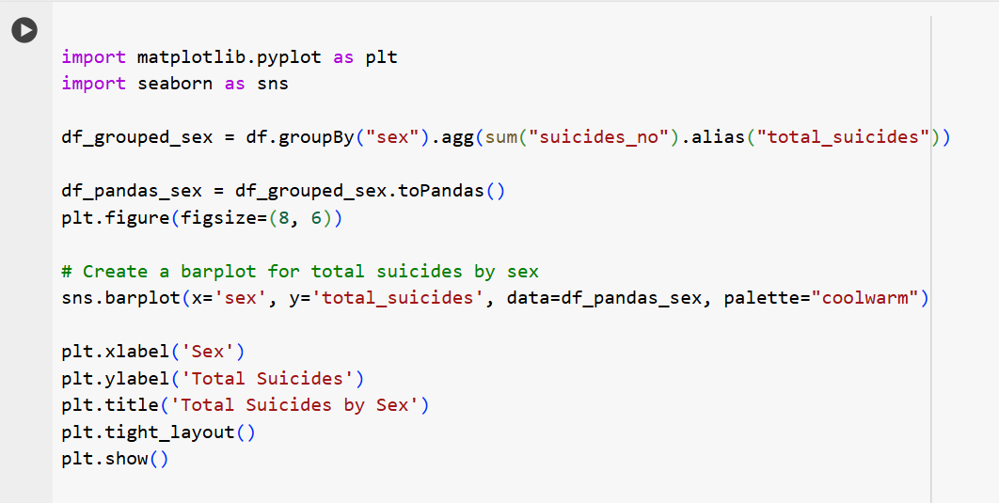 import matplotlib.pyplot as plt
import seaborn as sns
df_grouped_sex = df.groupBy("sex").agg(sum("suicides_no").alias("total_suicides"))
df_pandas_sex = df_grouped_sex.toPandas()
plt.figure(figsize=(8, 6))
# Create a barplot for total suicides by sex
sns.barplot(x='sex', y='total_suicides', data=df_pandas_sex, palette="coolwarm")
plt.xlabel('Sex')
plt.ylabel('Total Suicides')
plt.title('Total Suicides by Sex')
plt.tight_layout()
plt.show()